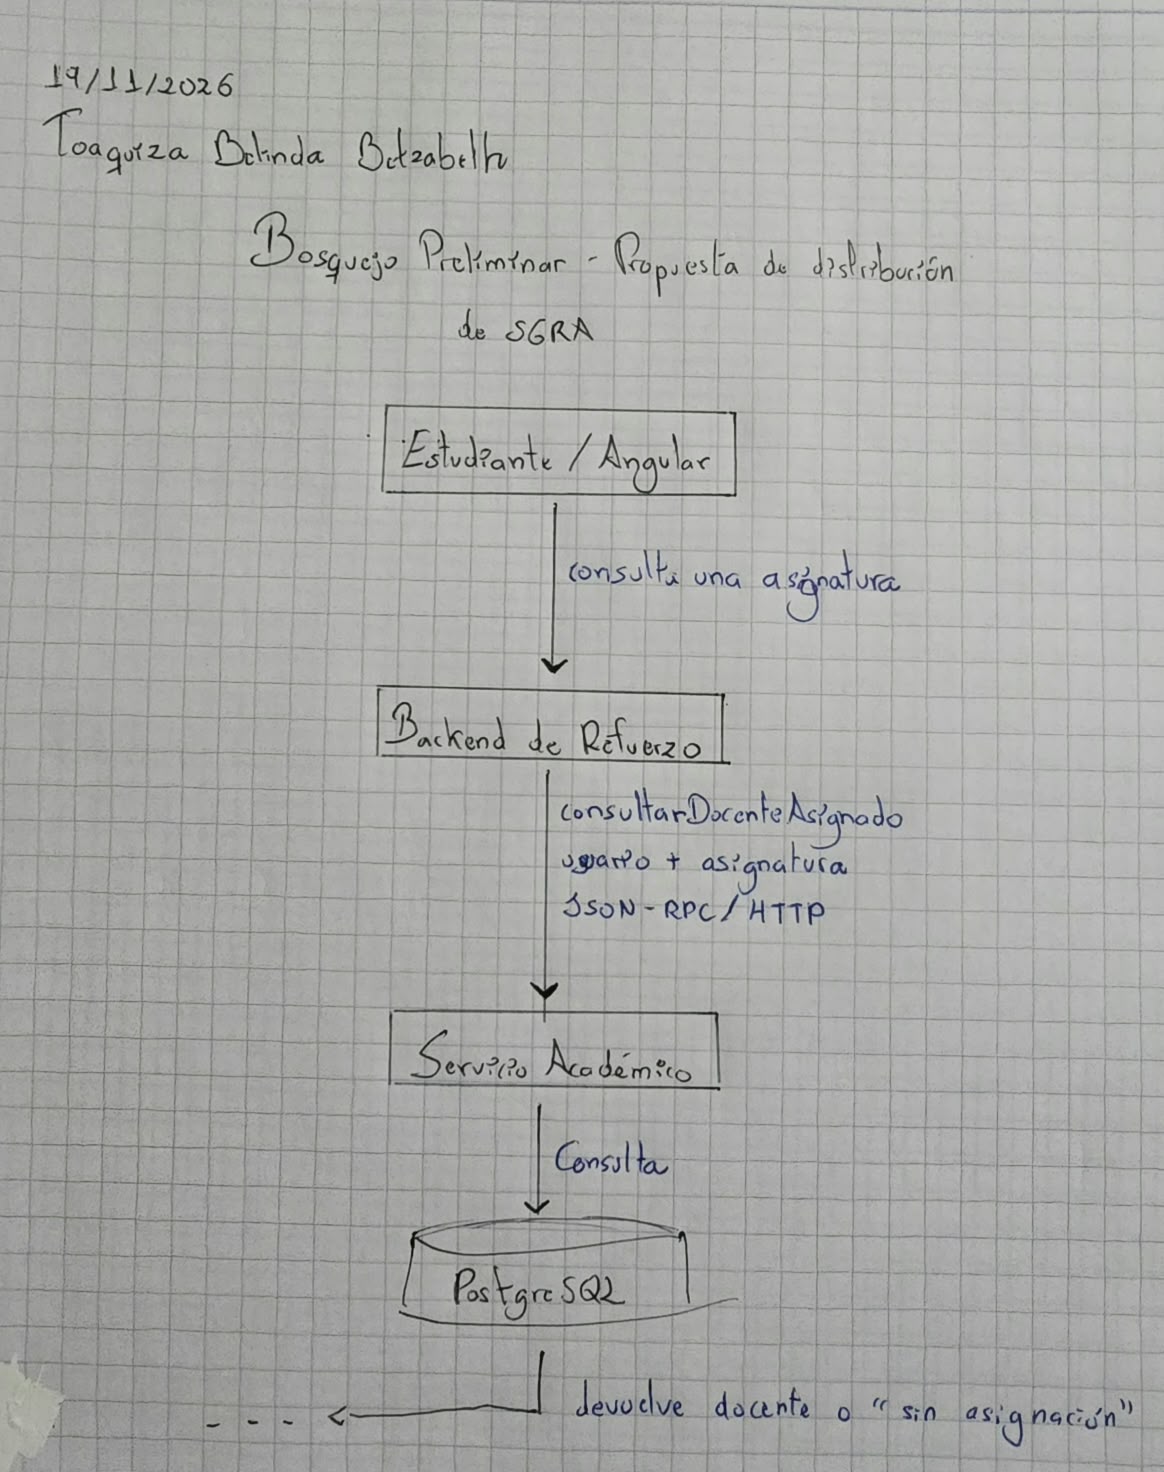 19/11/2026
Toaquiza Belinda Betzabeth
Bosquejo Preliminar - Propuesta de distribución
de SGRA
Estudiante / Angular
consulta una asignatura
Backend de Refuerzo
consultarDocenteAsignado
usuario + asignatura
JSON-RPC / HTTP
Servicio Académico
Consulta
PostgreSQL
devuelve docente o "sin asignación"